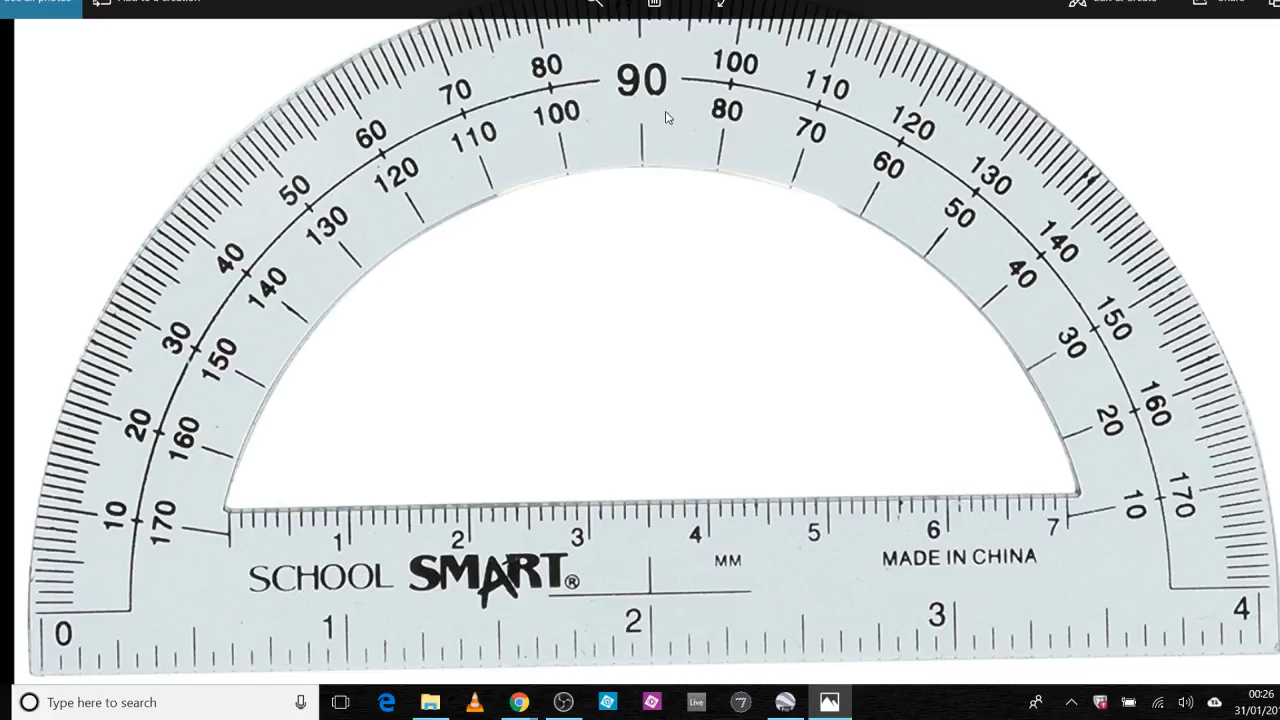 80 90 100
70 110
60 100 80 120
110 70
50 120 60 130
130 50
40 140
140 40
30 150
150 30
20 160
160 20
10 170
170 10
1 2 3 4 5 6 7
SCHOOL SMART® MM MADE IN CHINA
0 1 2 3 4
Type here to search
Live
00:26